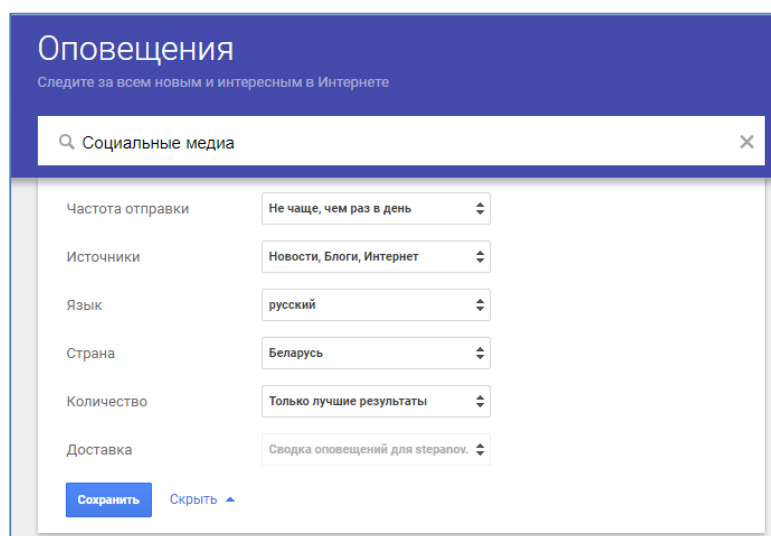 Оповещения
Следите за всем новым и интересным в Интернете
Социальные медиа
Частота отправки Не чаще, чем раз в день
Источники Новости, Блоги, Интернет
Язык русский
Страна Беларусь
Количество Только лучшие результаты
Доставка Сводка оповещений для stepanov.
Сохранить Скрыть